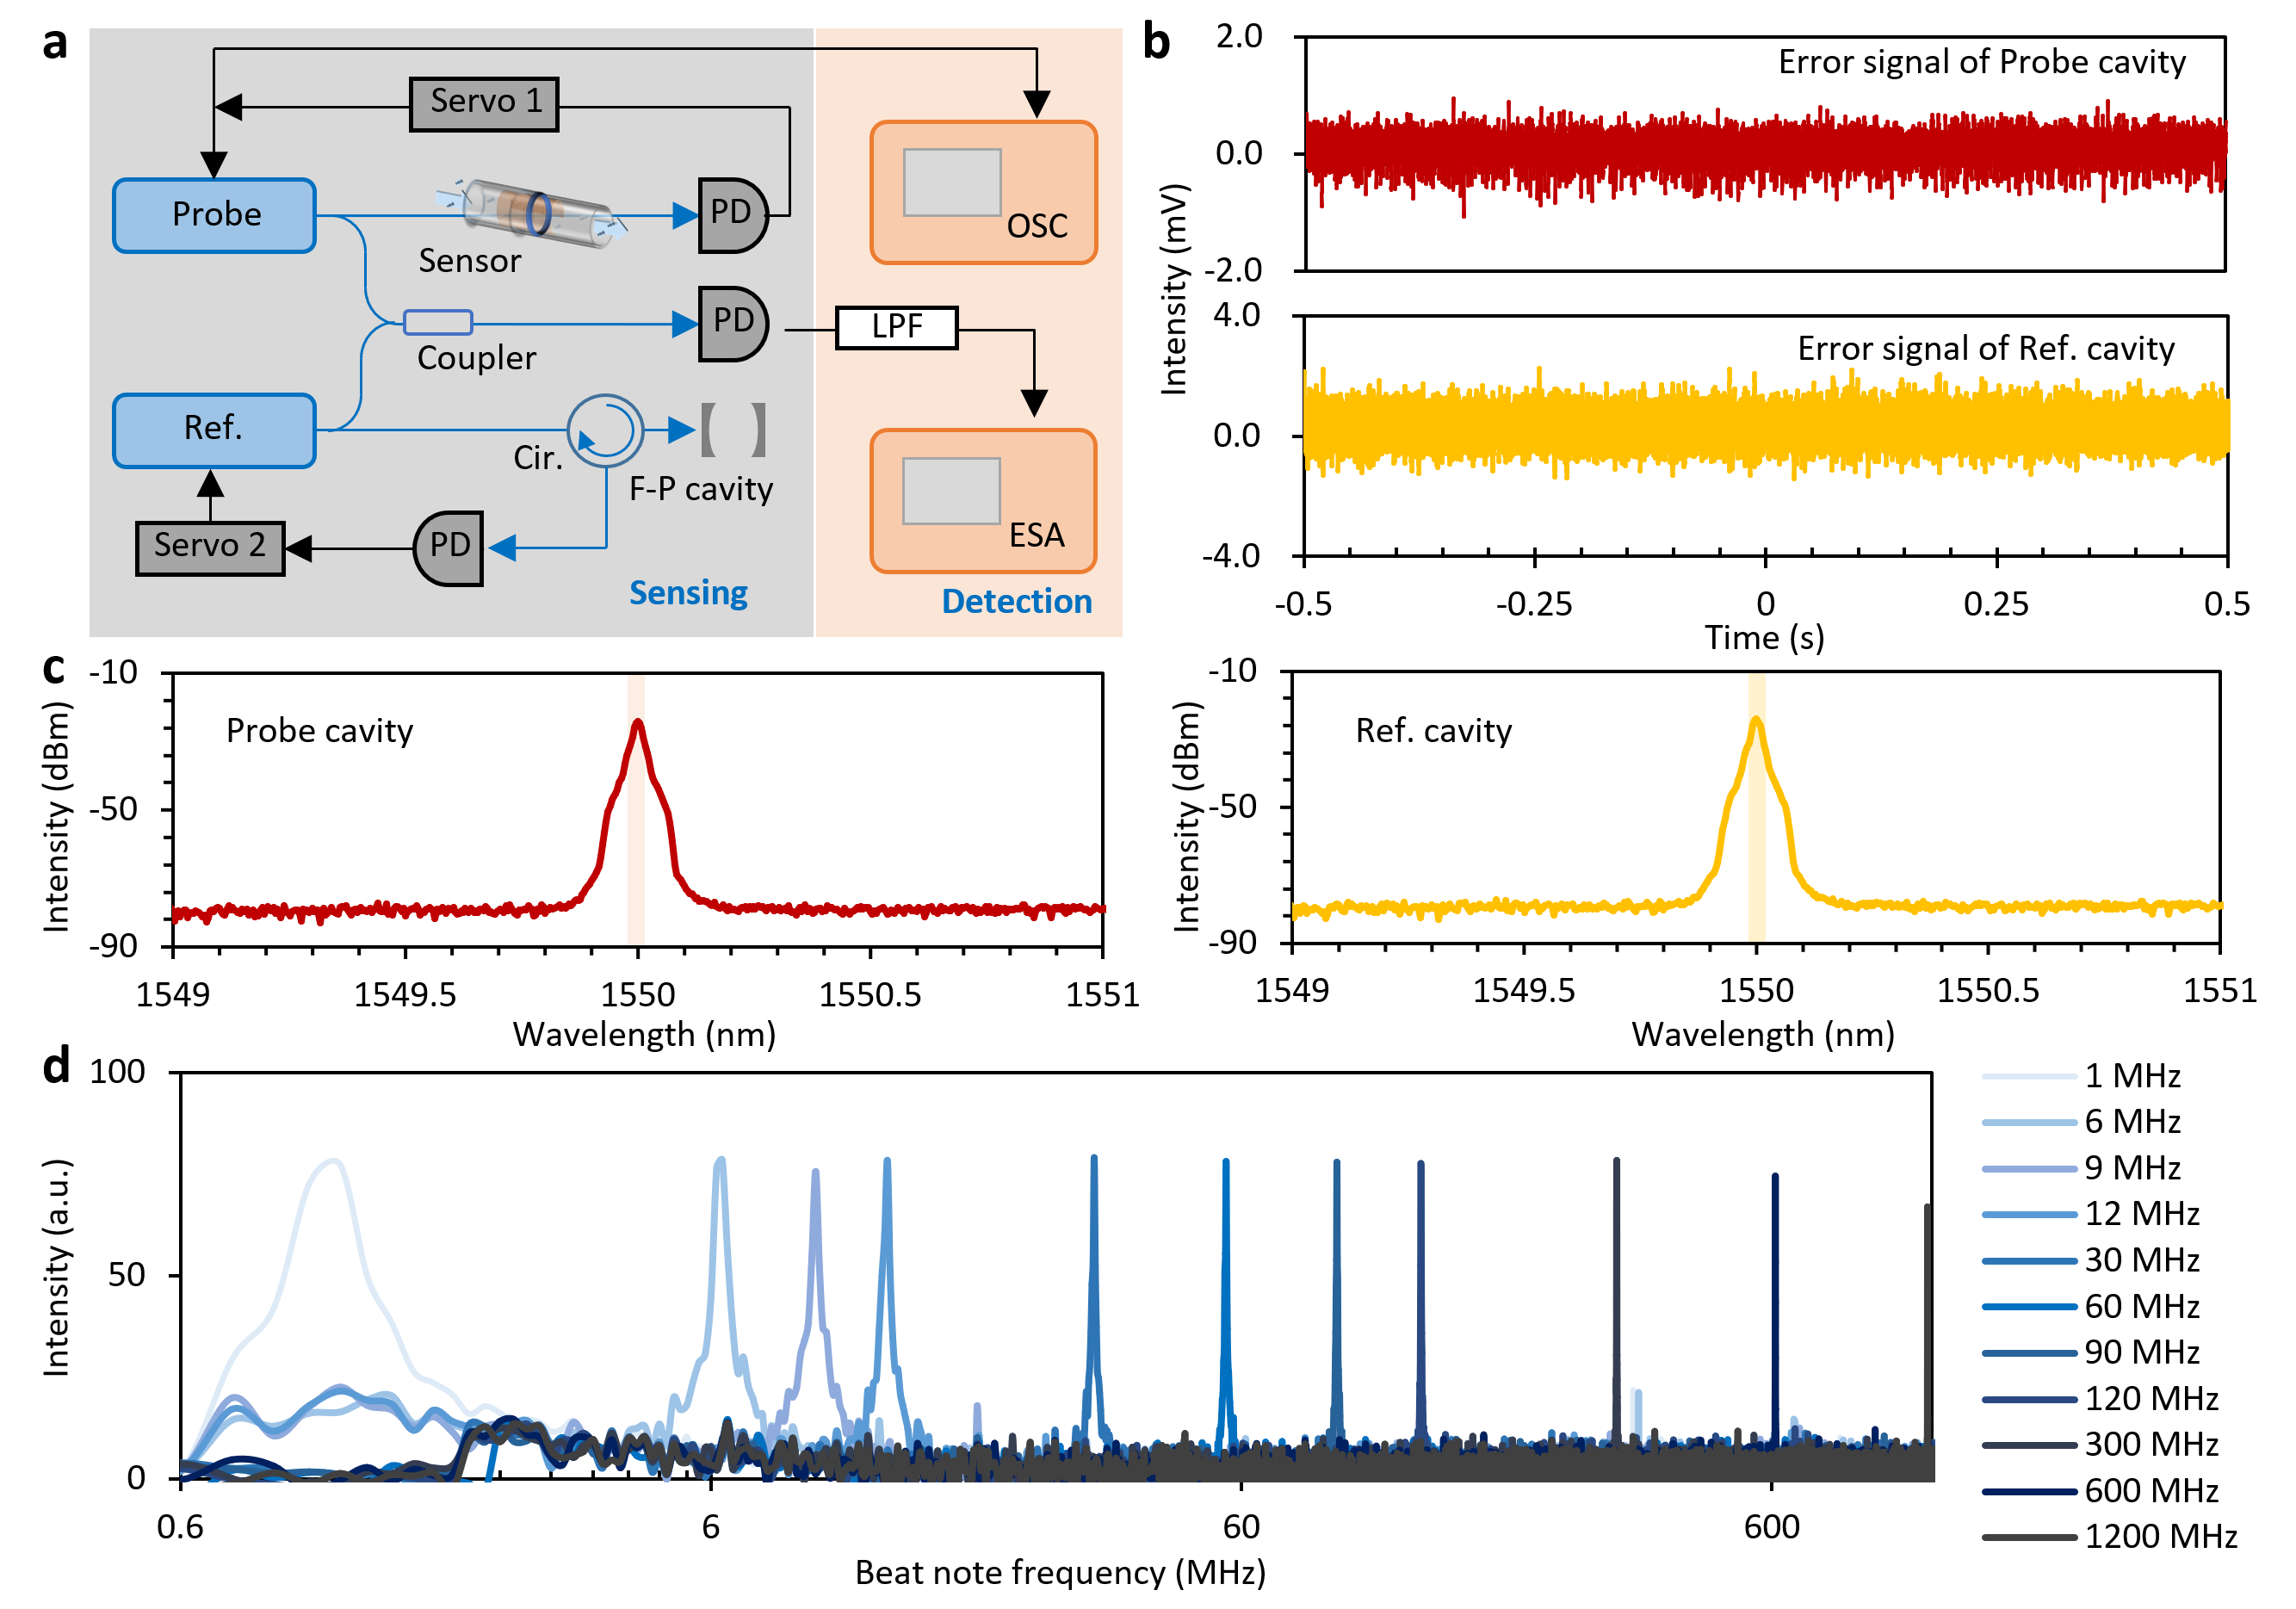 a
Servo 1
Probe
Sensor
PD
OSC
Coupler
PD
LPF
Ref.
Cir.
F-P cavity
Servo 2
PD
ESA
Sensing
Detection
b
2.0
0.0
-2.0
Error signal of Probe cavity
Intensity (mV)
4.0
0.0
-4.0
Error signal of Ref. cavity
-0.5
-0.25
0
0.25
0.5
Time (s)
c
-10
-50
-90
Intensity (dBm)
Probe cavity
1549
1549.5
1550
1550.5
1551
Wavelength (nm)
-10
-50
-90
Intensity (dBm)
Ref. cavity
1549
1549.5
1550
1550.5
1551
Wavelength (nm)
d
100
50
0
Intensity (a.u.)
0.6
6
60
600
Beat note frequency (MHz)
1 MHz
6 MHz
9 MHz
12 MHz
30 MHz
60 MHz
90 MHz
120 MHz
300 MHz
600 MHz
1200 MHz